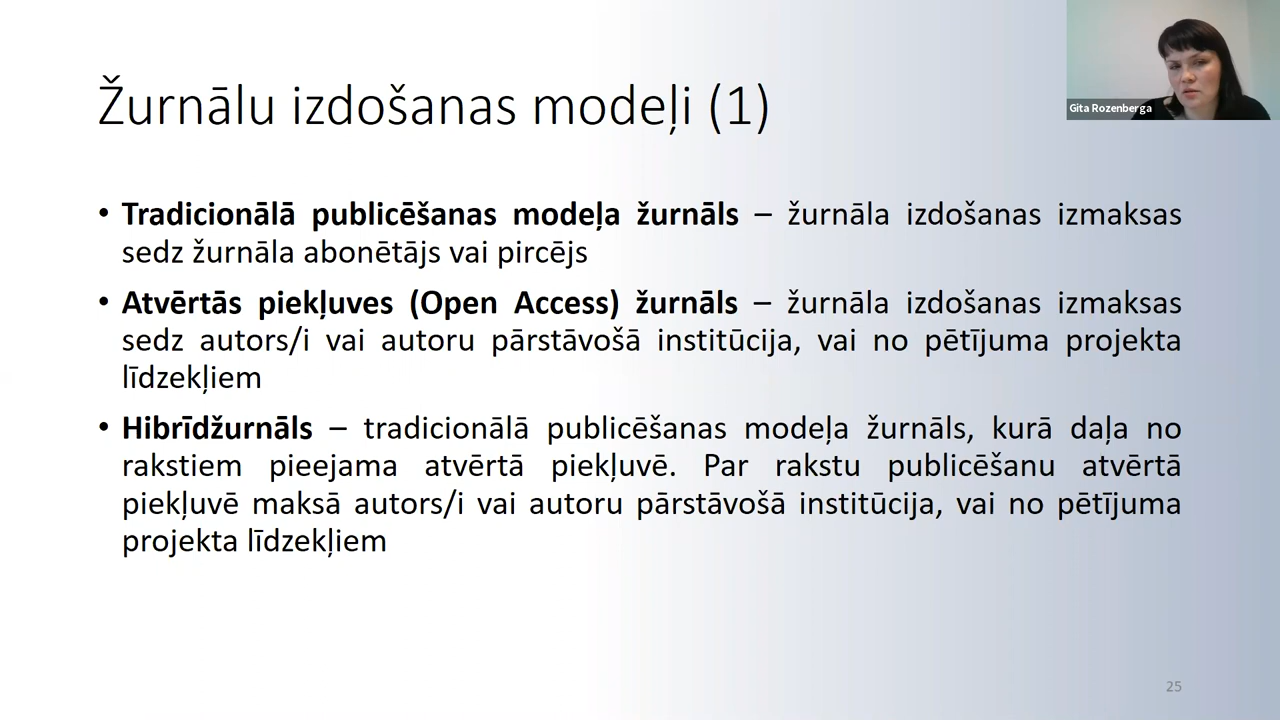 Žurnālu izdošanas modeļi (1)
Gita Rozenberga
• Tradicionālā publicēšanas modeļa žurnāls – žurnāla izdošanas izmaksas
sedz žurnāla abonētājs vai pircējs
• Atvērtās piekļuves (Open Access) žurnāls – žurnāla izdošanas izmaksas
sedz autors/i vai autoru pārstāvošā institūcija, vai no pētījuma projekta
līdzekļiem
• Hibrīdžurnāls – tradicionālā publicēšanas modeļa žurnāls, kurā daļa no
rakstiem pieejama atvērtā piekļuvē. Par rakstu publicēšanu atvērtā
piekļuvē maksā autors/i vai autoru pārstāvošā institūcija, vai no pētījuma
projekta līdzekļiem
25